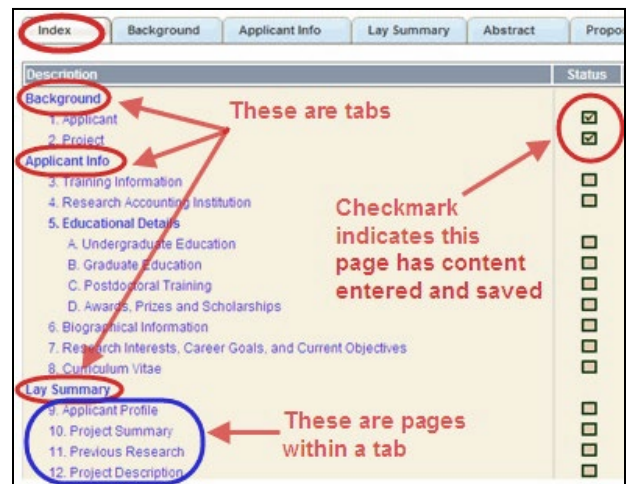 Index Background Applicant Info Lay Summary Abstract Propo
Description Status
Background
These are tabs
1. Applicant
2. Project
Applicant Info
3. Training Information
4. Research Accounting Institution
Checkmark
indicates this
page has content
entered and saved
5. Educational Details
A. Undergraduate Education
B. Graduate Education
C. Postdoctoral Training
D. Awards, Prizes and Scholarships
6. Biographical Information
7. Research Interests, Career Goals, and Current Objectives
8. Curriculum Vitae
Lay Summary
9. Applicant Profile
10. Project Summary
11. Previous Research
12. Project Description
These are pages
within a tab